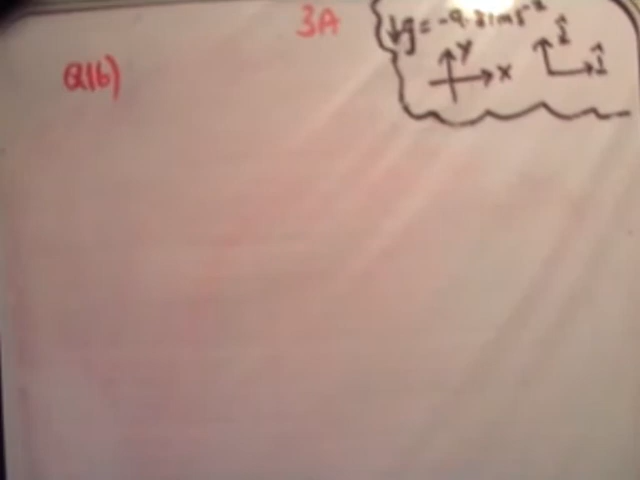 3A
↓g = -9.81ms⁻²
Y
X
ĵ
î
Q1b)